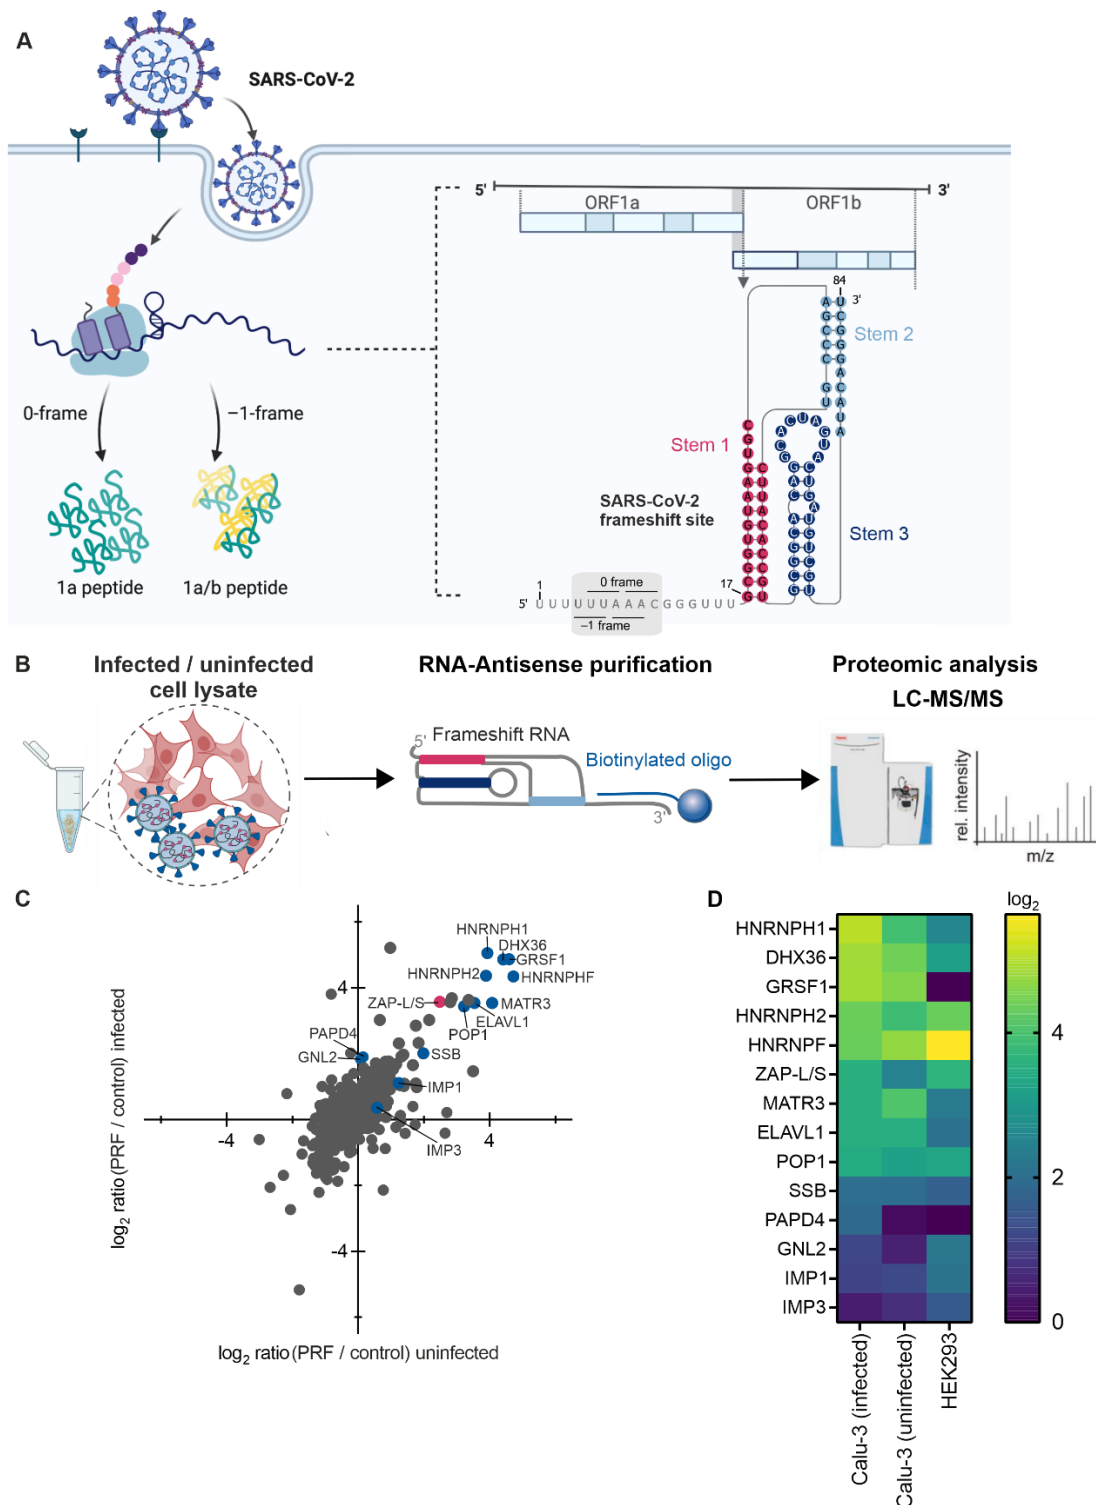 A
SARS-CoV-2
5'
3'
ORF1a
ORF1b
84
3'
Stem 2
0-frame
−1-frame
Stem 1
SARS-CoV-2
frameshift site
Stem 3
1a peptide
1a/b peptide
1
17
0 frame
5' UUUUUUAAACGGGUUU
−1 frame
B
Infected / uninfected
cell lysate
RNA-Antisense purification
Proteomic analysis
LC-MS/MS
5'
Frameshift RNA
Biotinylated oligo
3'
rel. intensity
m/z
C
log2 ratio (PRF / control) infected
HNRNPH1
DHX36
GRSF1
HNRNPH2
HNRNPHF
4
ZAP-L/S
MATR3
ELAVL1
POP1
PAPD4
GNL2
SSB
IMP1
-4
4
IMP3
-4
log2 ratio (PRF / control) uninfected
D
log2
HNRNPH1
DHX36
GRSF1
HNRNPH2
HNRNPF
ZAP-L/S
MATR3
ELAVL1
POP1
SSB
PAPD4
GNL2
IMP1
IMP3
4
2
0
Calu-3 (infected)
Calu-3 (uninfected)
HEK293